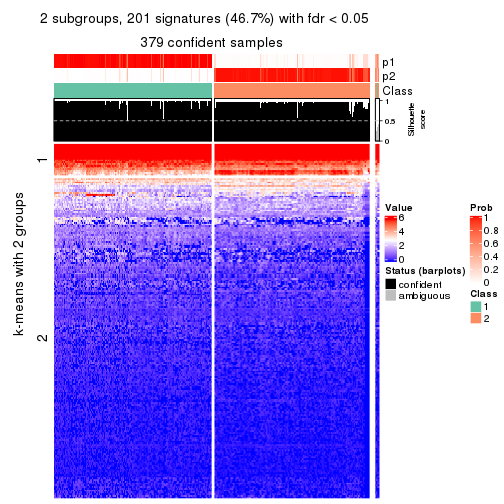 2 subgroups, 201 signatures (46.7%) with fdr < 0.05
379 confident samples
p1
p2
Class
1
0.5
0
Silhouette
score
k-means with 2 groups
1
2
Value
6
4
2
0
Status (barplots)
confident
ambiguous
Prob
1
0.8
0.6
0.4
0.2
0
Class
1
2